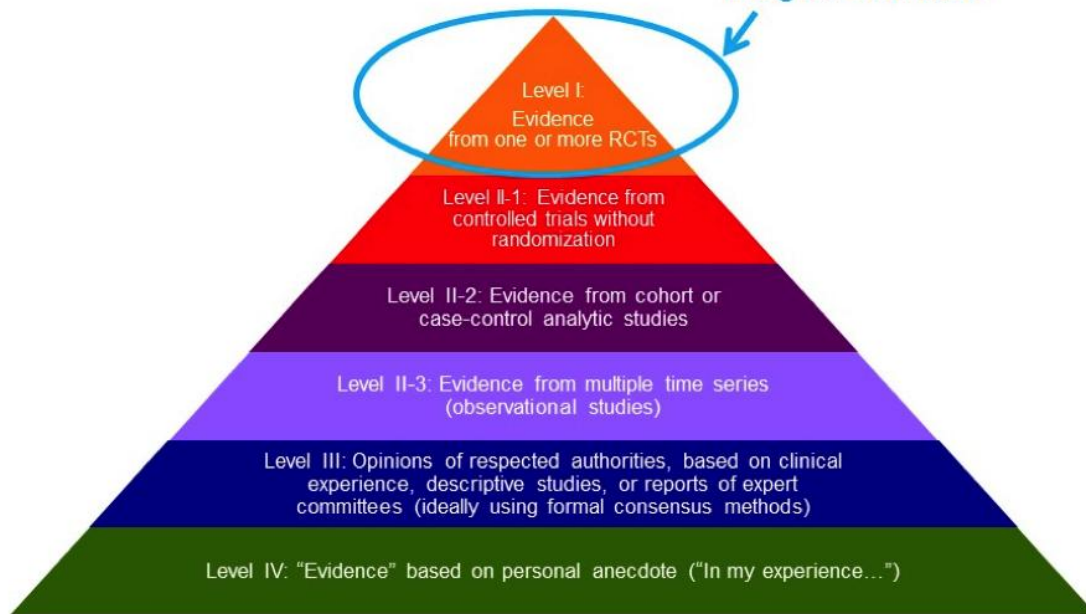 Level I:
Evidence
from one or more RCTs
Level II-1: Evidence from
controlled trials without
randomization
Level II-2: Evidence from cohort or
case-control analytic studies
Level II-3: Evidence from multiple time series
(observational studies)
Level III: Opinions of respected authorities, based on clinical
experience, descriptive studies, or reports of expert
committees (ideally using formal consensus methods)
Level IV: “Evidence” based on personal anecdote (“In my experience…”)